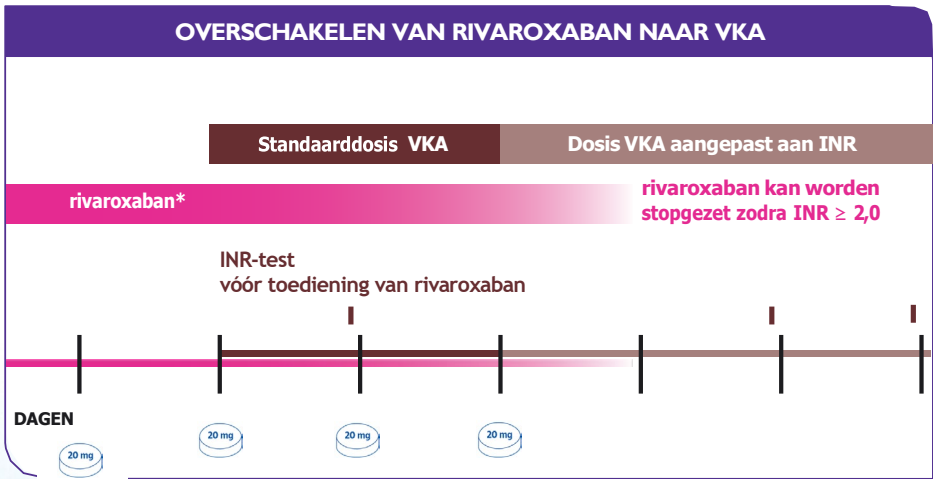 OVERSCHAKELEN VAN RIVAROXABAN NAAR VKA
Standaarddosis VKA
Dosis VKA aangepast aan INR
rivaroxaban*
rivaroxaban kan worden
stopgezet zodra INR ≥ 2,0
INR-test
vóór toediening van rivaroxaban
DAGEN
20 mg
20 mg
20 mg
20 mg